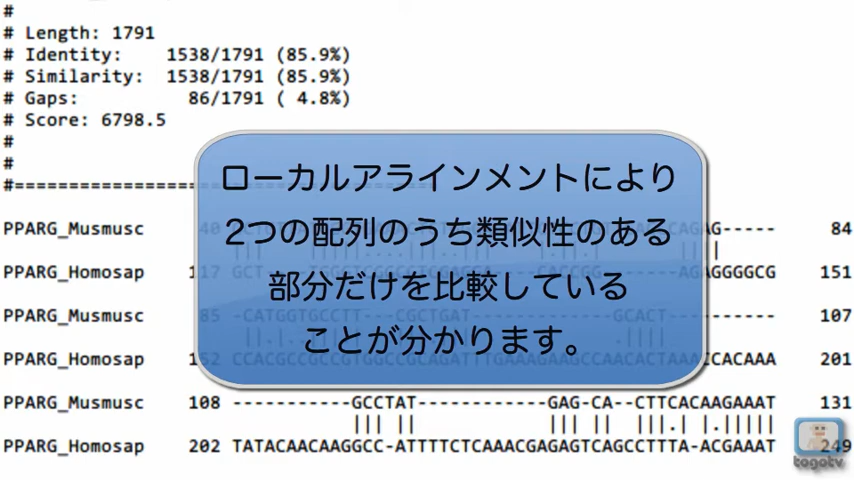 #
# Length: 1791
# Identity: 1538/1791 (85.9%)
# Similarity: 1538/1791 (85.9%)
# Gaps: 86/1791 ( 4.8%)
# Score: 6798.5
#
#
#=======================
ローカルアラインメントにより
2つの配列のうち類似性のある
部分だけを比較している
ことが分かります。
PPARG_Musmusc 84
PPARG_Homosap 151
PPARG_Musmusc 107
PPARG_Homosap 201
PPARG_Musmusc 108 -----------GCCTAT------------GAG-CA--CTTCACAAGAAAT 131
PPARG_Homosap 202 TATACAACAAGGCC-ATTTTCTCAAACGAGAGTCAGCCTTTA-ACGAAAT 249
togotv